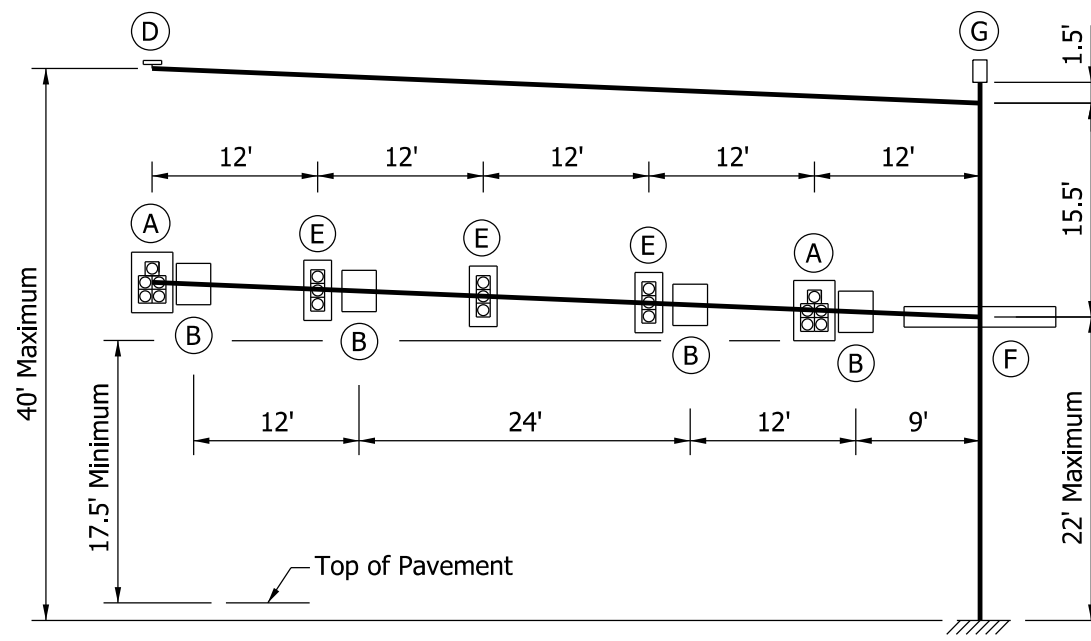 D
G
1.5'
12'
12'
12'
12'
12'
15.5'
A
E
E
E
A
B
B
B
B
F
40' Maximum
17.5' Minimum
12'
24'
12'
9'
22' Maximum
Top of Pavement